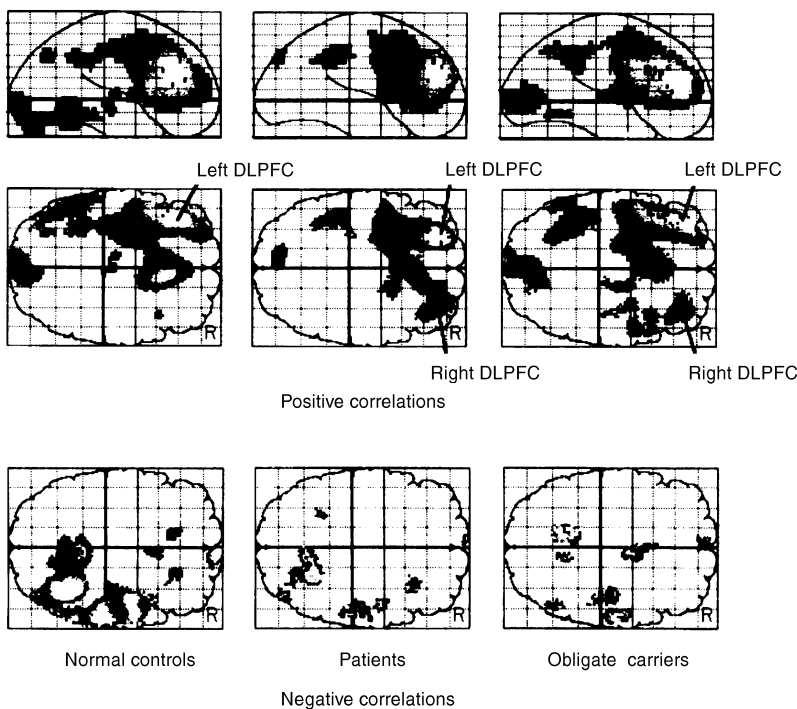 Left DLPFC Left DLPFC Left DLPFC
R R R
Right DLPFC Right DLPFC
Positive correlations
R R R
Normal controls Patients Obligate carriers
Negative correlations